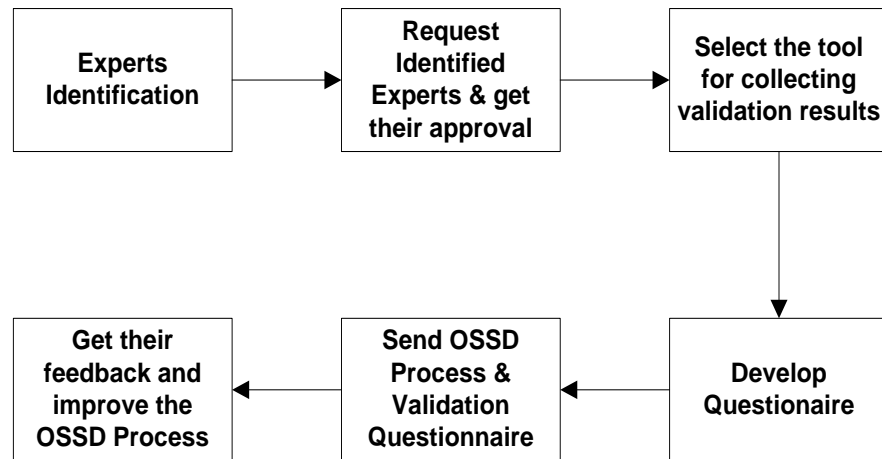 Experts
Identification
Request
Identified
Experts & get
their approval
Select the tool
for collecting
validation results
Develop
Questionaire
Send OSSD
Process &
Validation
Questionnaire
Get their
feedback and
improve the
OSSD Process